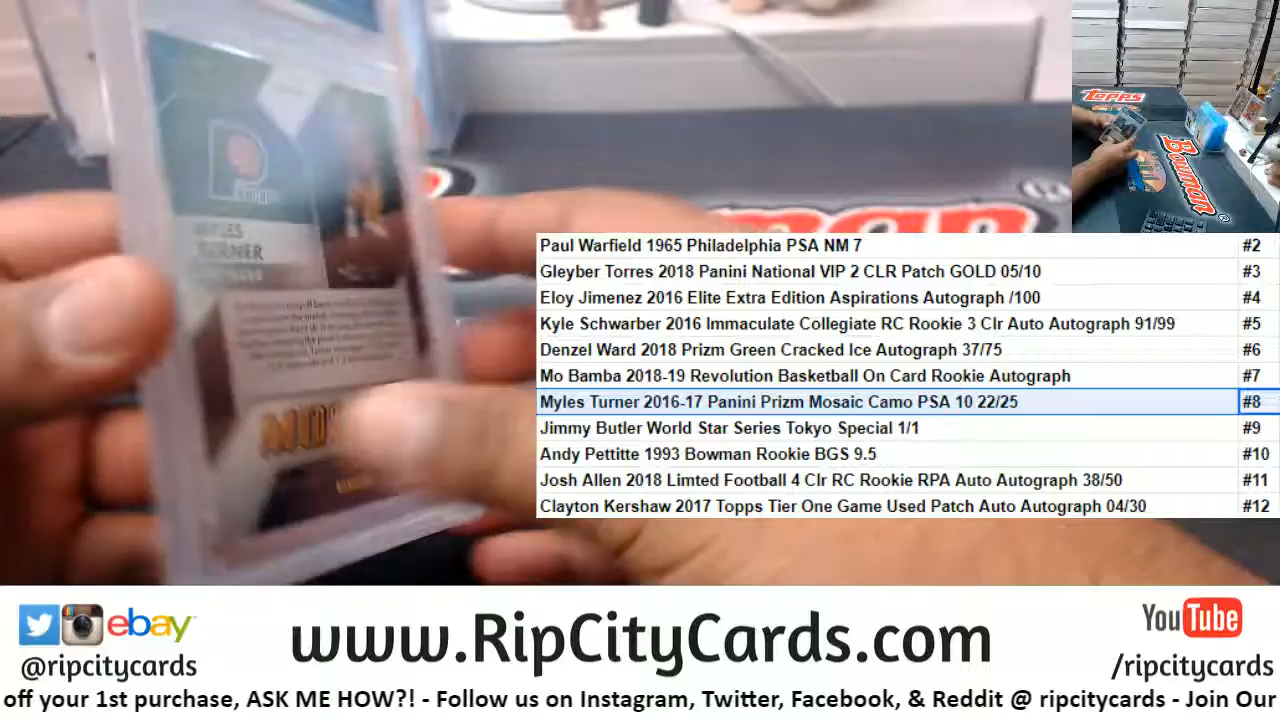 MYLES
TURNER
topps
Bowman
Paul Warfield 1965 Philadelphia PSA NM 7 #2
Gleyber Torres 2018 Panini National VIP 2 CLR Patch GOLD 05/10 #3
Eloy Jimenez 2016 Elite Extra Edition Aspirations Autograph /100 #4
Kyle Schwarber 2016 Immaculate Collegiate RC Rookie 3 Clr Auto Autograph 91/99 #5
Denzel Ward 2018 Prizm Green Cracked Ice Autograph 37/75 #6
Mo Bamba 2018-19 Revolution Basketball On Card Rookie Autograph #7
Myles Turner 2016-17 Panini Prizm Mosaic Camo PSA 10 22/25 #8
Jimmy Butler World Star Series Tokyo Special 1/1 #9
Andy Pettitte 1993 Bowman Rookie BGS 9.5 #10
Josh Allen 2018 Limted Football 4 Clr RC Rookie RPA Auto Autograph 38/50 #11
Clayton Kershaw 2017 Topps Tier One Game Used Patch Auto Autograph 04/30 #12
ebay
www.RipCityCards.com
YouTube
@ripcitycards
/ripcitycards
off your 1st purchase, ASK ME HOW?! - Follow us on Instagram, Twitter, Facebook, & Reddit @ ripcitycards - Join Our